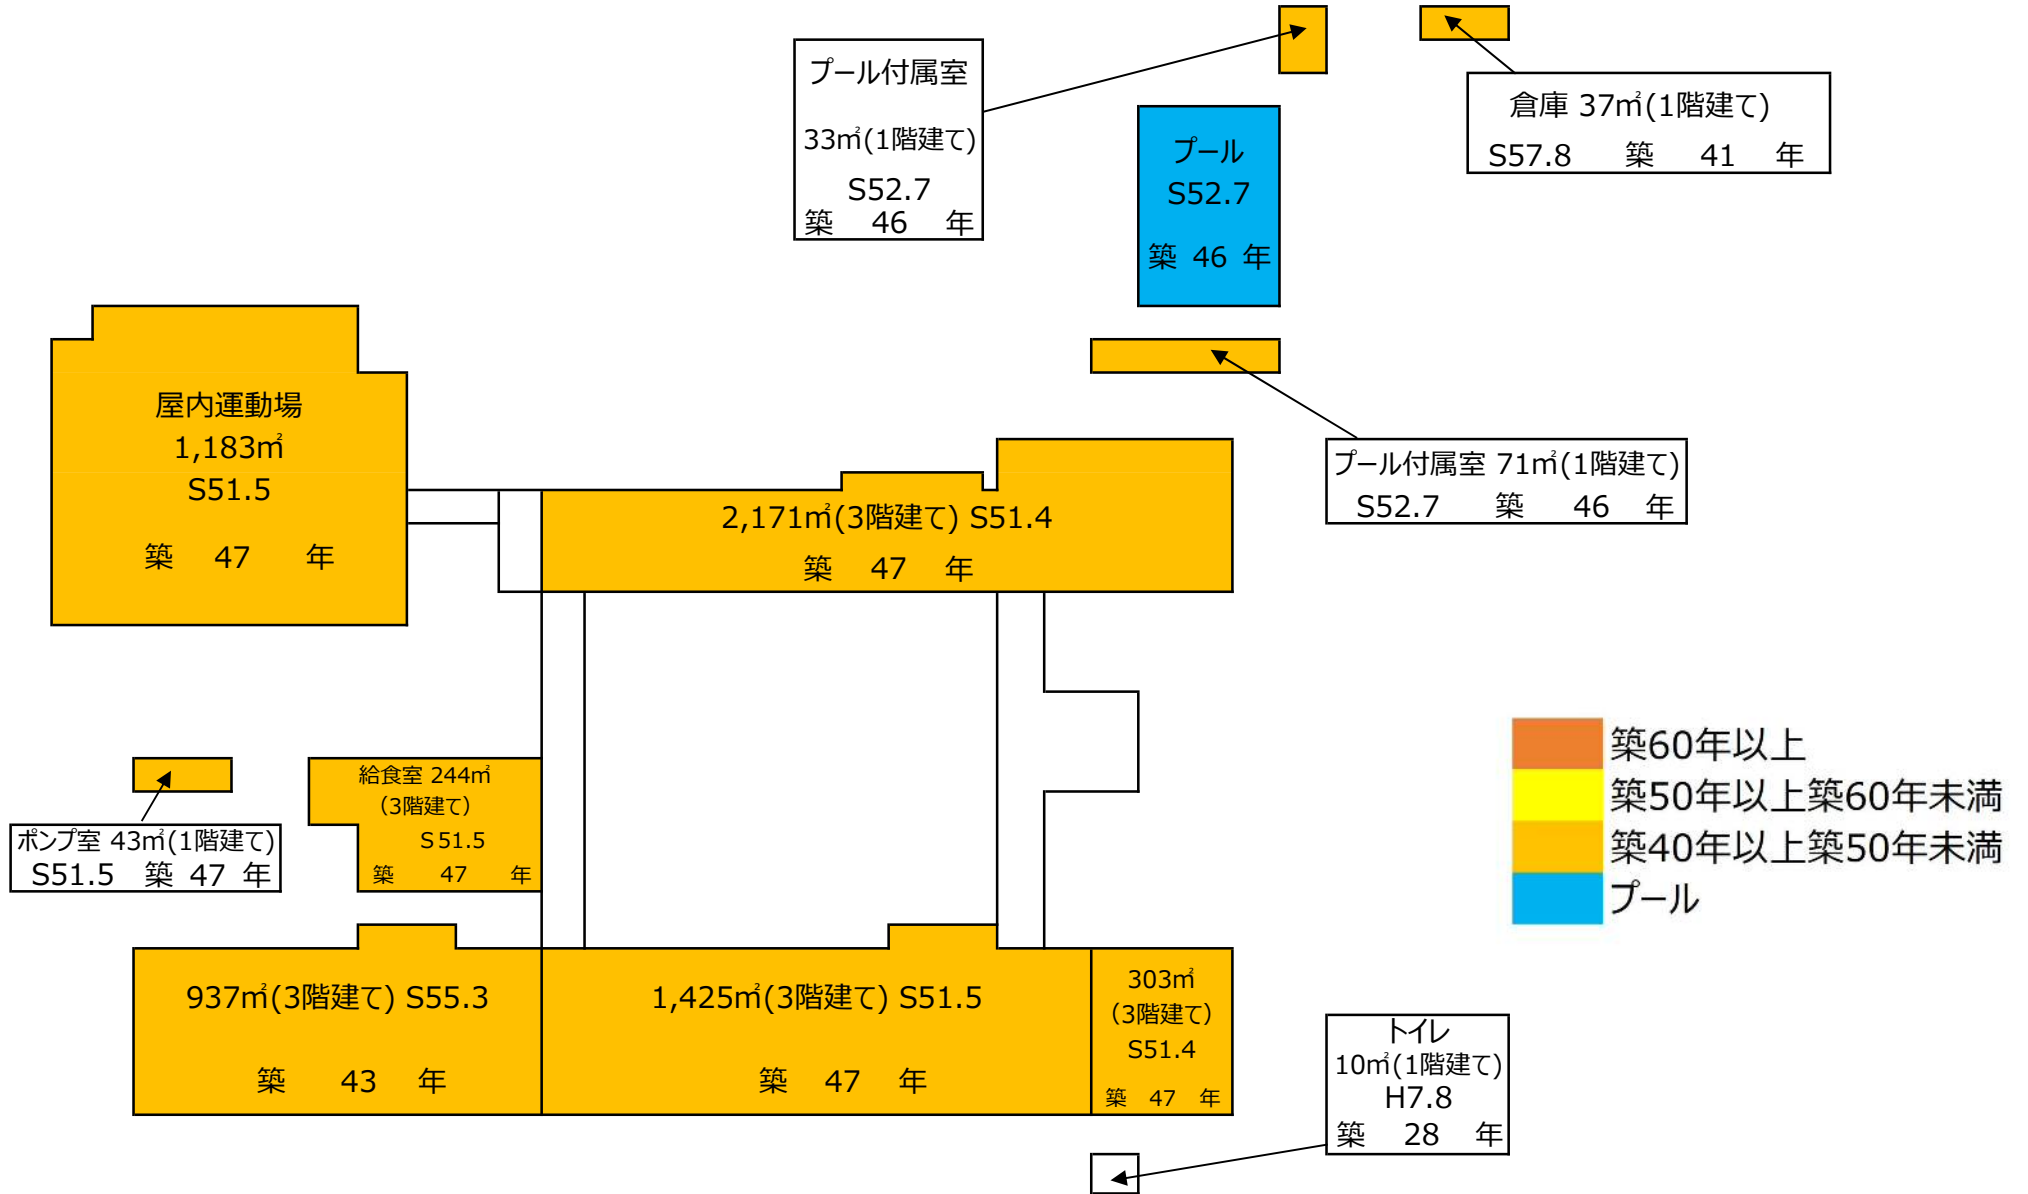 プール付属室
33㎡(1階建て)
S52.7
築 46 年
プール
S52.7
築 46 年
倉庫 37㎡(1階建て)
S57.8 築 41 年
屋内運動場
1,183㎡
S51.5
築 47 年
2,171㎡(3階建て) S51.4
築 47 年
プール付属室 71㎡(1階建て)
S52.7 築 46 年
ポンプ室 43㎡(1階建て)
S51.5 築 47 年
給食室 244㎡
（3階建て）
Ｓ51.5
築 47 年
築60年以上
築50年以上築60年未満
築40年以上築50年未満
プール
937㎡(3階建て) S55.3
築 43 年
1,425㎡(3階建て) S51.5
築 47 年
303㎡
（3階建て）
S51.4
築 47 年
トイレ
10㎡(1階建て)
H7.8
築 28 年